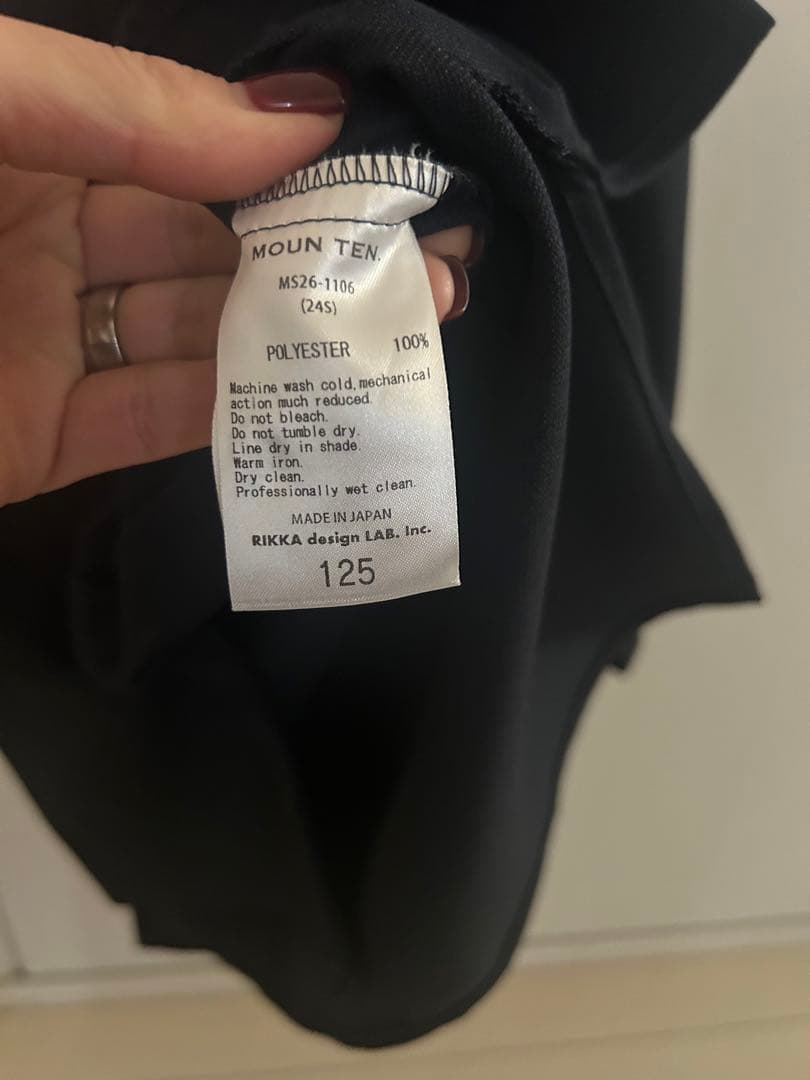 MOUN TEN.
MS26-1106
(24S)
POLYESTER 100%
Machine wash cold, mechanical
action much reduced.
Do not bleach.
Do not tumble dry.
Line dry in shade.
Warm iron.
Dry clean.
Professionally wet clean.
MADE IN JAPAN
RIKKA design LAB. Inc.
125